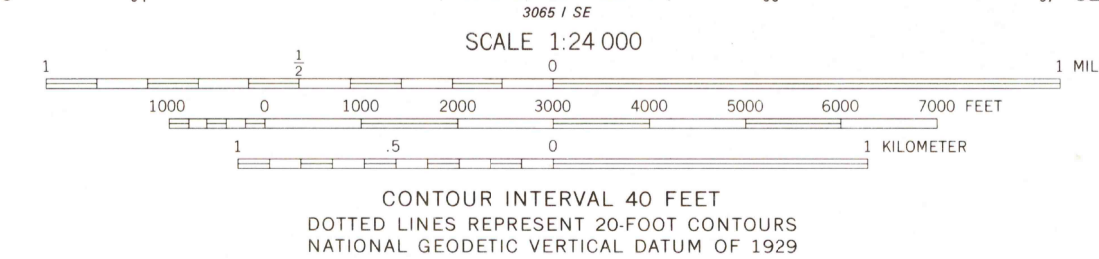 3065 I SE
SCALE 1:24 000
1 1/2 0 1
1000 0 1000 2000 3000 4000 5000 6000 7000 FEET
1 .5 0 1 KILOMETER
CONTOUR INTERVAL 40 FEET
DOTTED LINES REPRESENT 20-FOOT CONTOURS
NATIONAL GEODETIC VERTICAL DATUM OF 1929